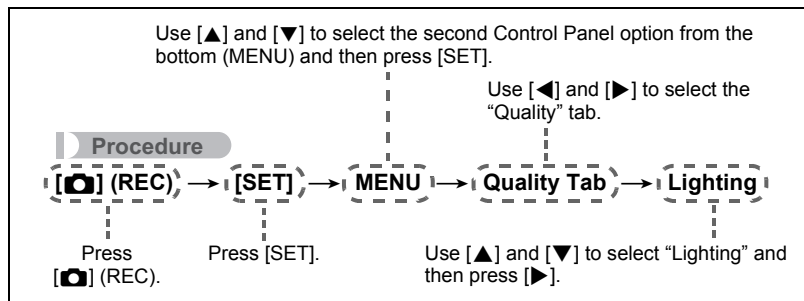 Use [▲] and [▼] to select the second Control Panel option from the
bottom (MENU) and then press [SET].
Use [◀] and [▶] to select the
“Quality” tab.
Procedure
[📷] (REC) → [SET] → MENU → Quality Tab → Lighting
Press
[📷] (REC).
Press [SET].
Use [▲] and [▼] to select “Lighting” and
then press [▶].